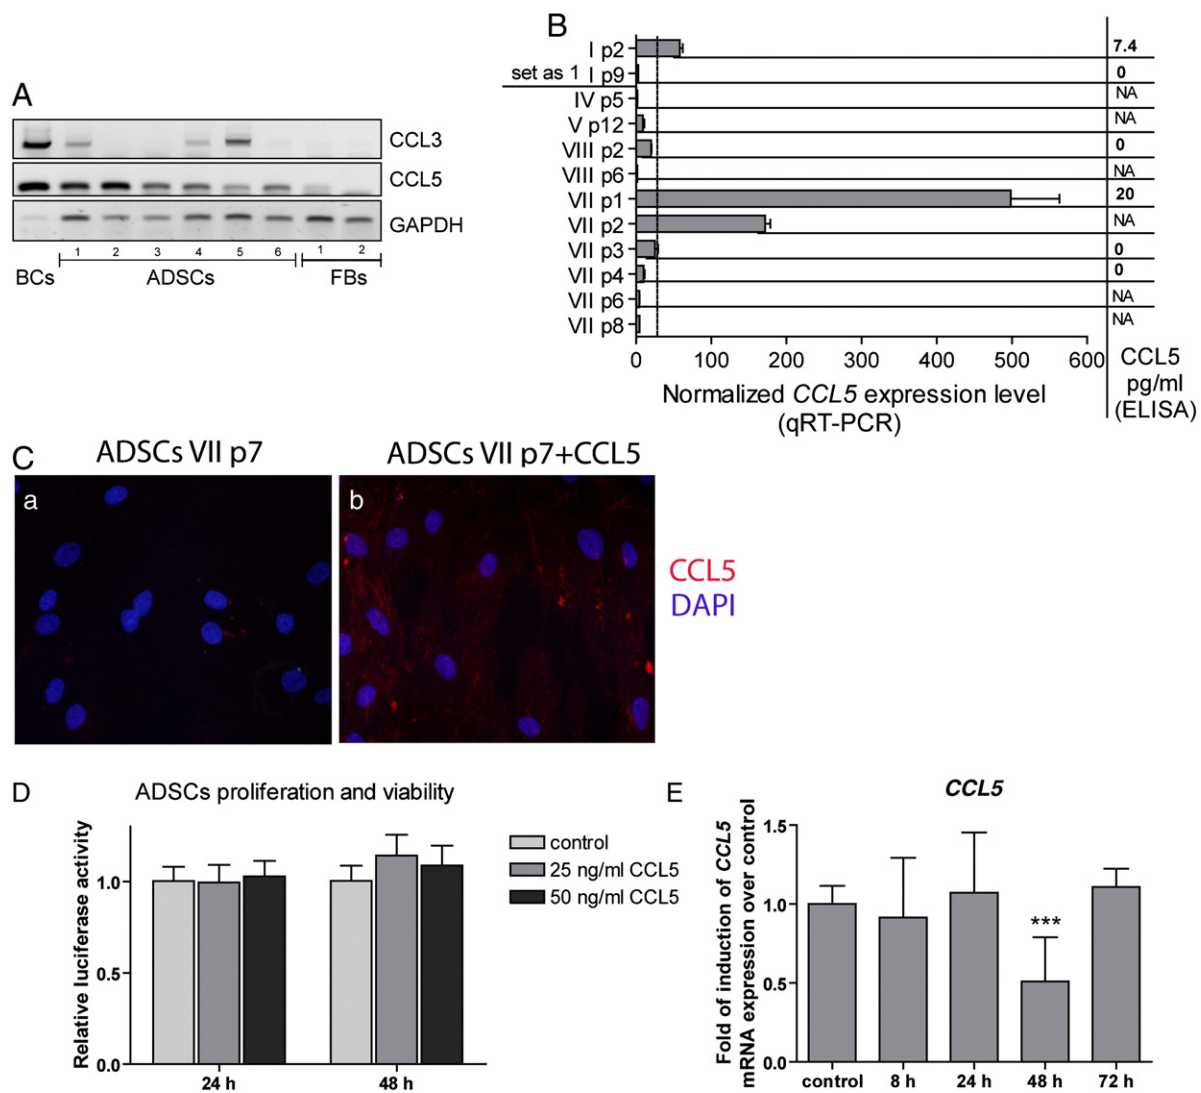 A
CCL3
CCL5
GAPDH
1 2 3 4 5 6 1 2
BCs ADSCs FBs
B
I p2 7.4
set as 1 I p9 0
IV p5 NA
V p12 NA
VIII p2 0
VIII p6 NA
VII p1 20
VII p2 NA
VII p3 0
VII p4 0
VII p6 NA
VII p8 NA
0 100 200 300 400 500 600
Normalized CCL5 expression level
(qRT-PCR)
CCL5
pg/ml
(ELISA)
C
ADSCs VII p7
ADSCs VII p7+CCL5
a
b
CCL5
DAPI
D
ADSCs proliferation and viability
Relative luciferase activity
1.0
0.5
0.0
24 h 48 h
control
25 ng/ml CCL5
50 ng/ml CCL5
E
CCL5
Fold of induction of CCL5
mRNA expression over control
1.5
1.0
0.5
0.0
***
control 8 h 24 h 48 h 72 h